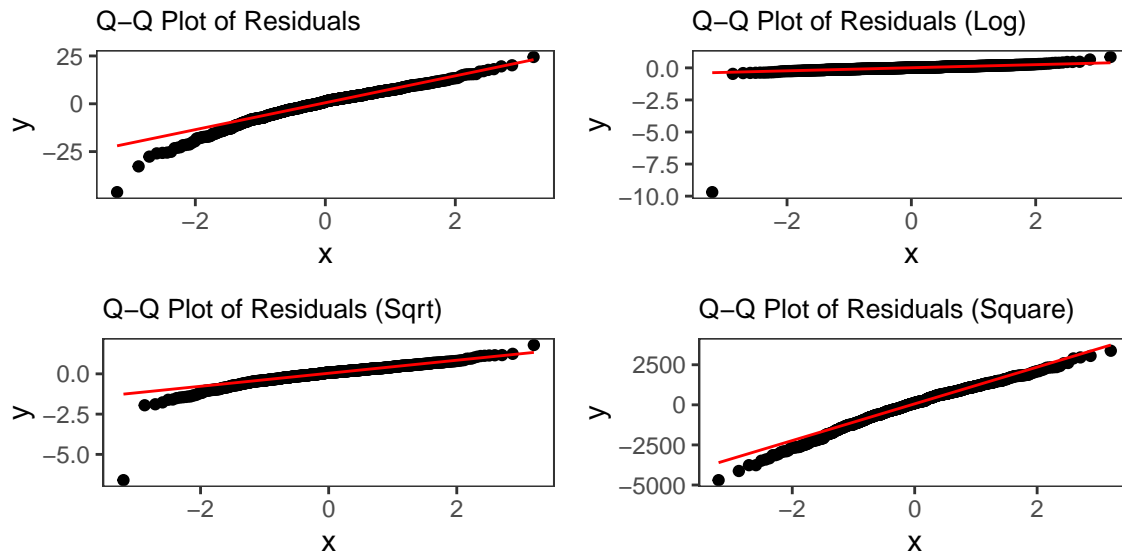 Q−Q Plot of Residuals
25
0
−25
y
−2
0
2
x
Q−Q Plot of Residuals (Log)
0.0
−2.5
−5.0
−7.5
−10.0
y
−2
0
2
x
Q−Q Plot of Residuals (Sqrt)
0.0
−2.5
−5.0
y
−2
0
2
x
Q−Q Plot of Residuals (Square)
2500
0
−2500
−5000
y
−2
0
2
x